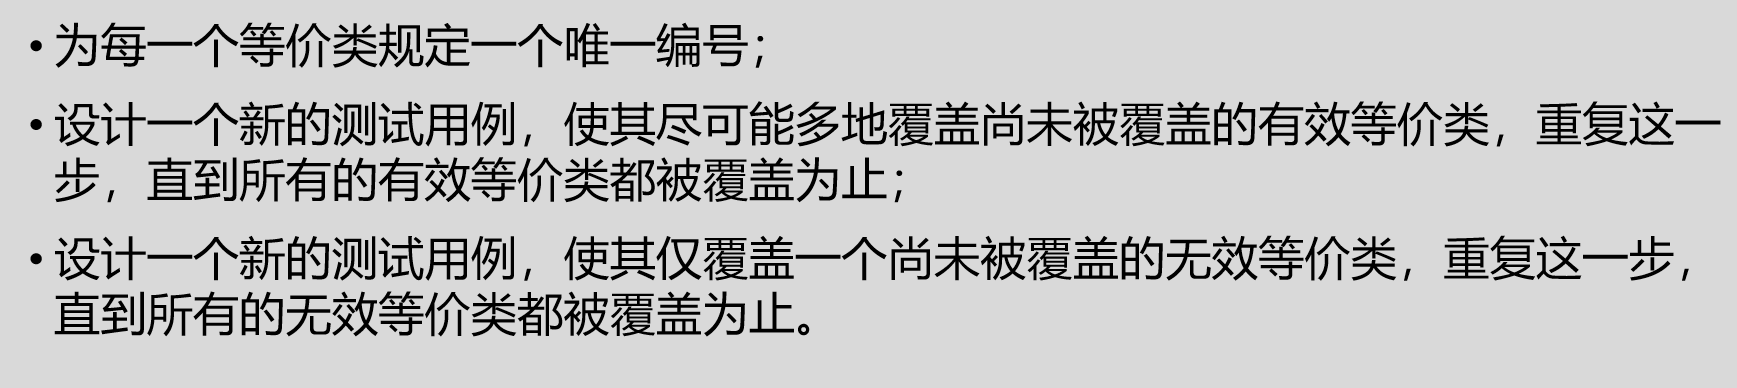 • 为每一个等价类规定一个唯一编号；
• 设计一个新的测试用例，使其尽可能多地覆盖尚未被覆盖的有效等价类，重复这一
步，直到所有的有效等价类都被覆盖为止；
• 设计一个新的测试用例，使其仅覆盖一个尚未被覆盖的无效等价类，重复这一步，
直到所有的无效等价类都被覆盖为止。